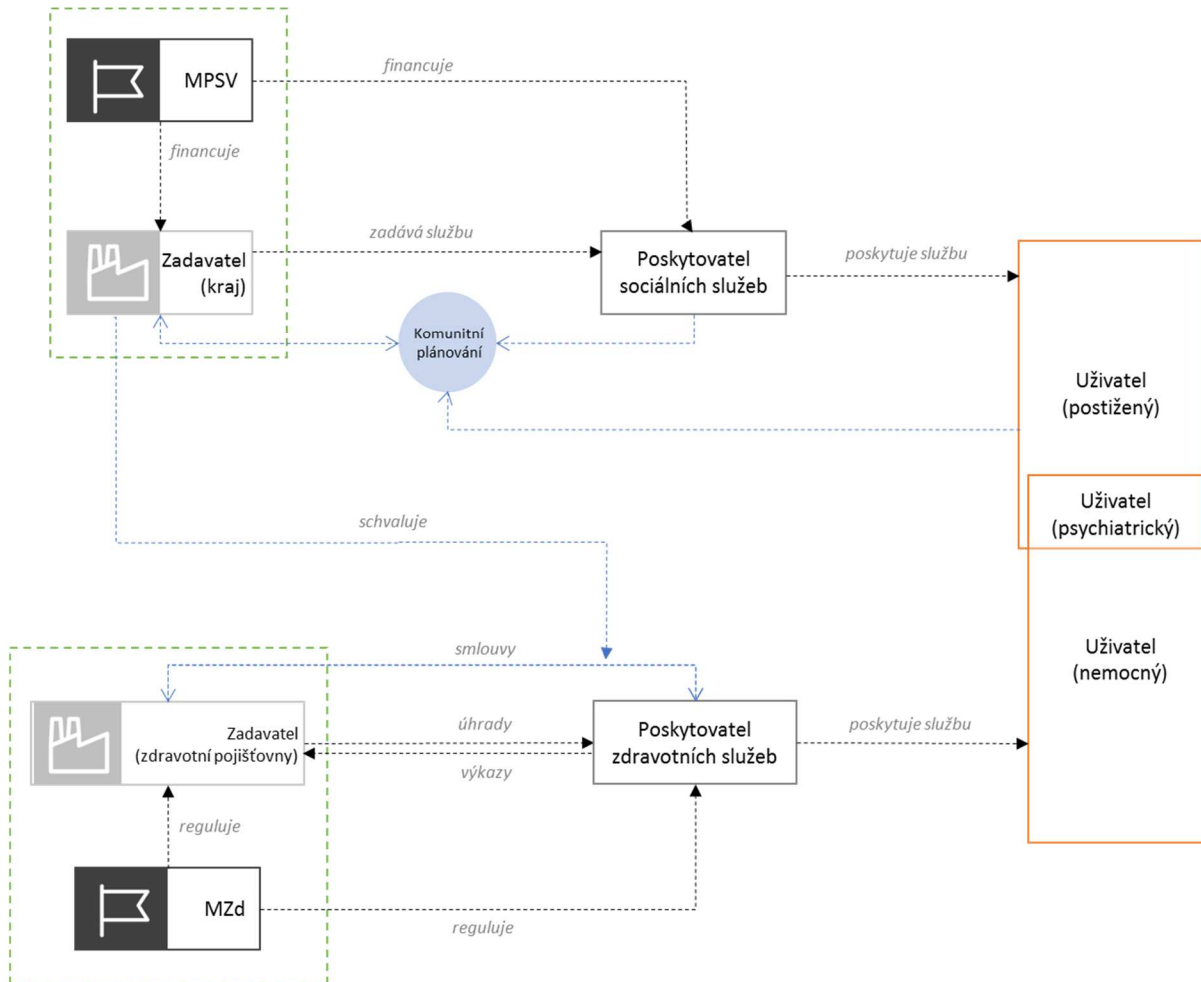 MPSV
financuje
financuje
Zadavatel
(kraj)
zadává službu
Poskytovatel
sociálních služeb
poskytuje službu
Komunitní
plánování
Uživatel
(postižený)
Uživatel
(psychiatrický)
schvaluje
Uživatel
(nemocný)
smlouvy
Zadavatel
(zdravotní pojišťovny)
úhrady
výkazy
Poskytovatel
zdravotních služeb
poskytuje službu
reguluje
MZd
reguluje